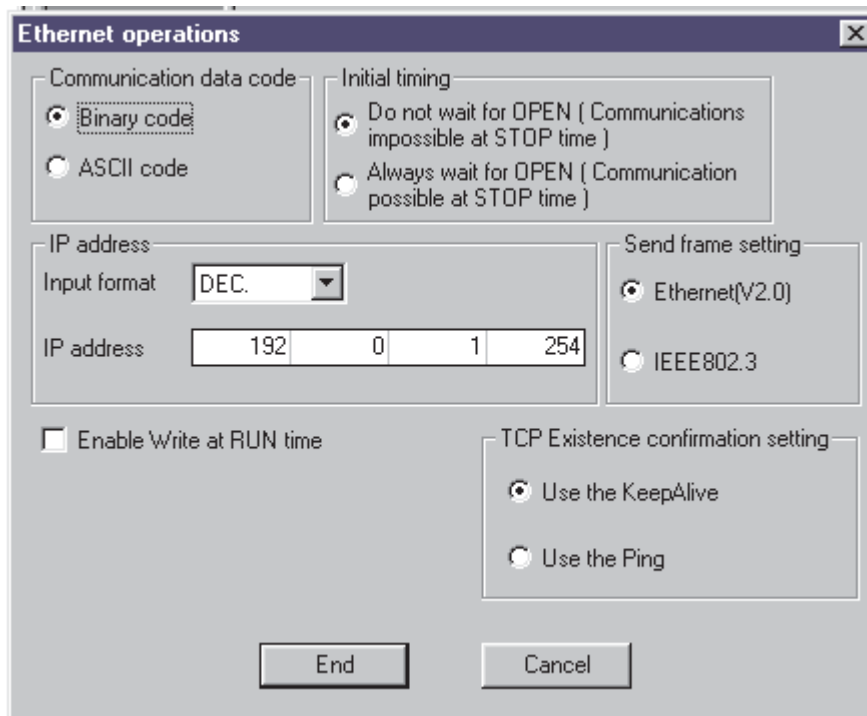 Ethernet operations
Communication data code
Binary code
ASCII code
Initial timing
Do not wait for OPEN ( Communications
impossible at STOP time )
Always wait for OPEN ( Communication
possible at STOP time )
IP address
Input format DEC.
IP address 192 0 1 254
Send frame setting
Ethernet(V2.0)
IEEE802.3
Enable Write at RUN time
TCP Existence confirmation setting
Use the KeepAlive
Use the Ping
End Cancel